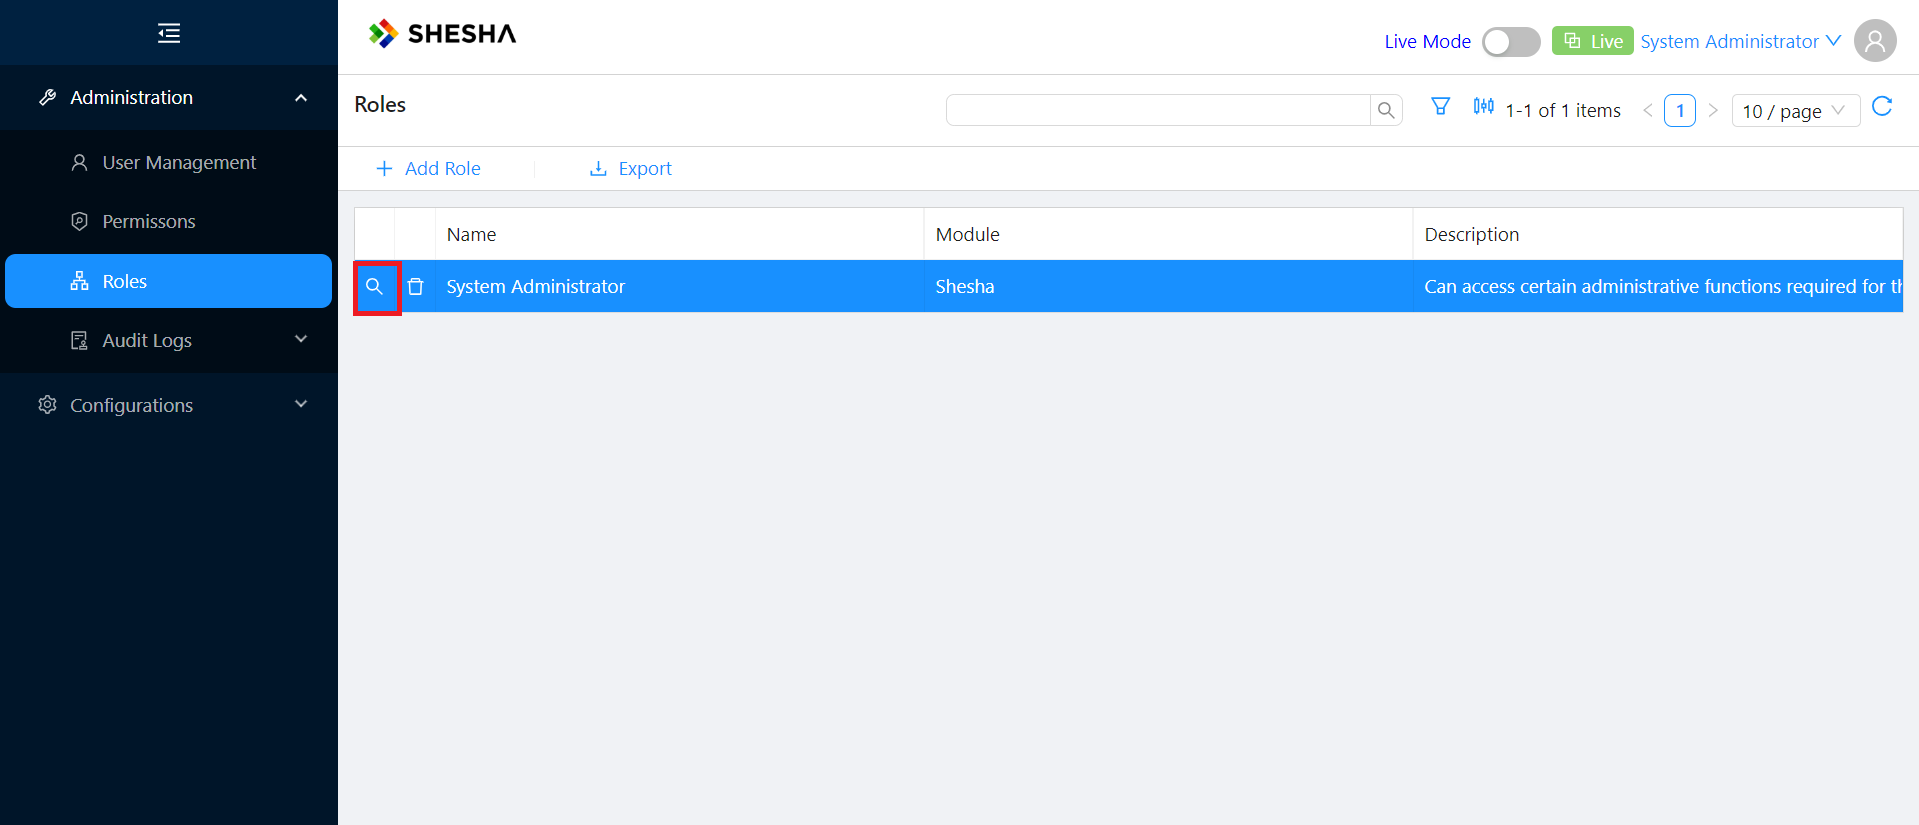 SHESHA
Live Mode
Live
System Administrator
Administration
User Management
Permissons
Roles
Audit Logs
Configurations
Roles
1-1 of 1 items
1
10 / page
Add Role
Export
Name Module Description
System Administrator Shesha Can access certain administrative functions required for